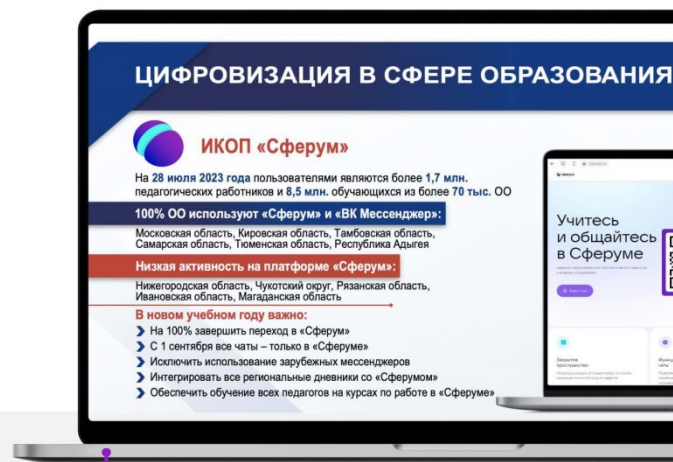 ЦИФРОВИЗАЦИЯ В СФЕРЕ ОБРАЗОВАНИЯ
ИКОП «Сферум»
На 28 июля 2023 года пользователями являются более 1,7 млн.
педагогических работников и 8,5 млн. обучающихся из более 70 тыс. ОО
100% ОО используют «Сферум» и «ВК Мессенджер»:
Московская область, Кировская область, Тамбовская область,
Самарская область, Тюменская область, Республика Адыгея
Низкая активность на платформе «Сферум»:
Нижегородская область, Чукотский округ, Рязанская область,
Ивановская область, Магаданская область
В новом учебном году важно:
На 100% завершить переход в «Сферум»
С 1 сентября все чаты – только в «Сферуме»
Исключить использование зарубежных мессенджеров
Интегрировать все региональные дневники со «Сферумом»
Обеспечить обучение всех педагогов на курсах по работе в «Сферуме»
Учитесь
и общайтесь
в Сферуме